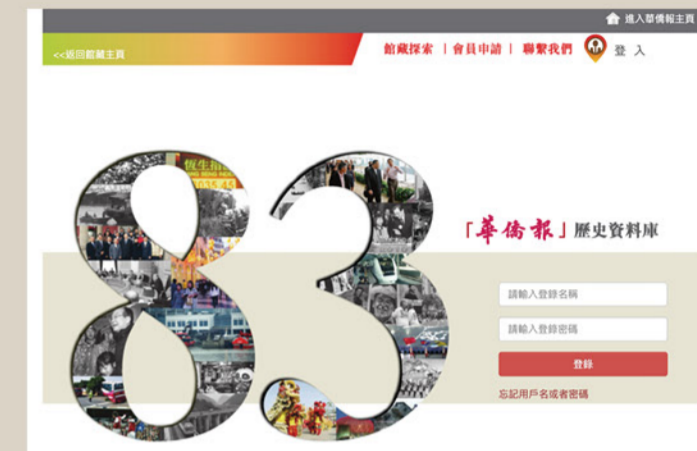 進入華僑報主頁
<<返回館藏主頁
館藏探索 | 會員申請 | 聯繫我們 登 入
恆生指
「華僑報」歷史資料庫
請輸入登錄名稱
請輸入登錄密碼
登錄
忘記用戶名或者密碼